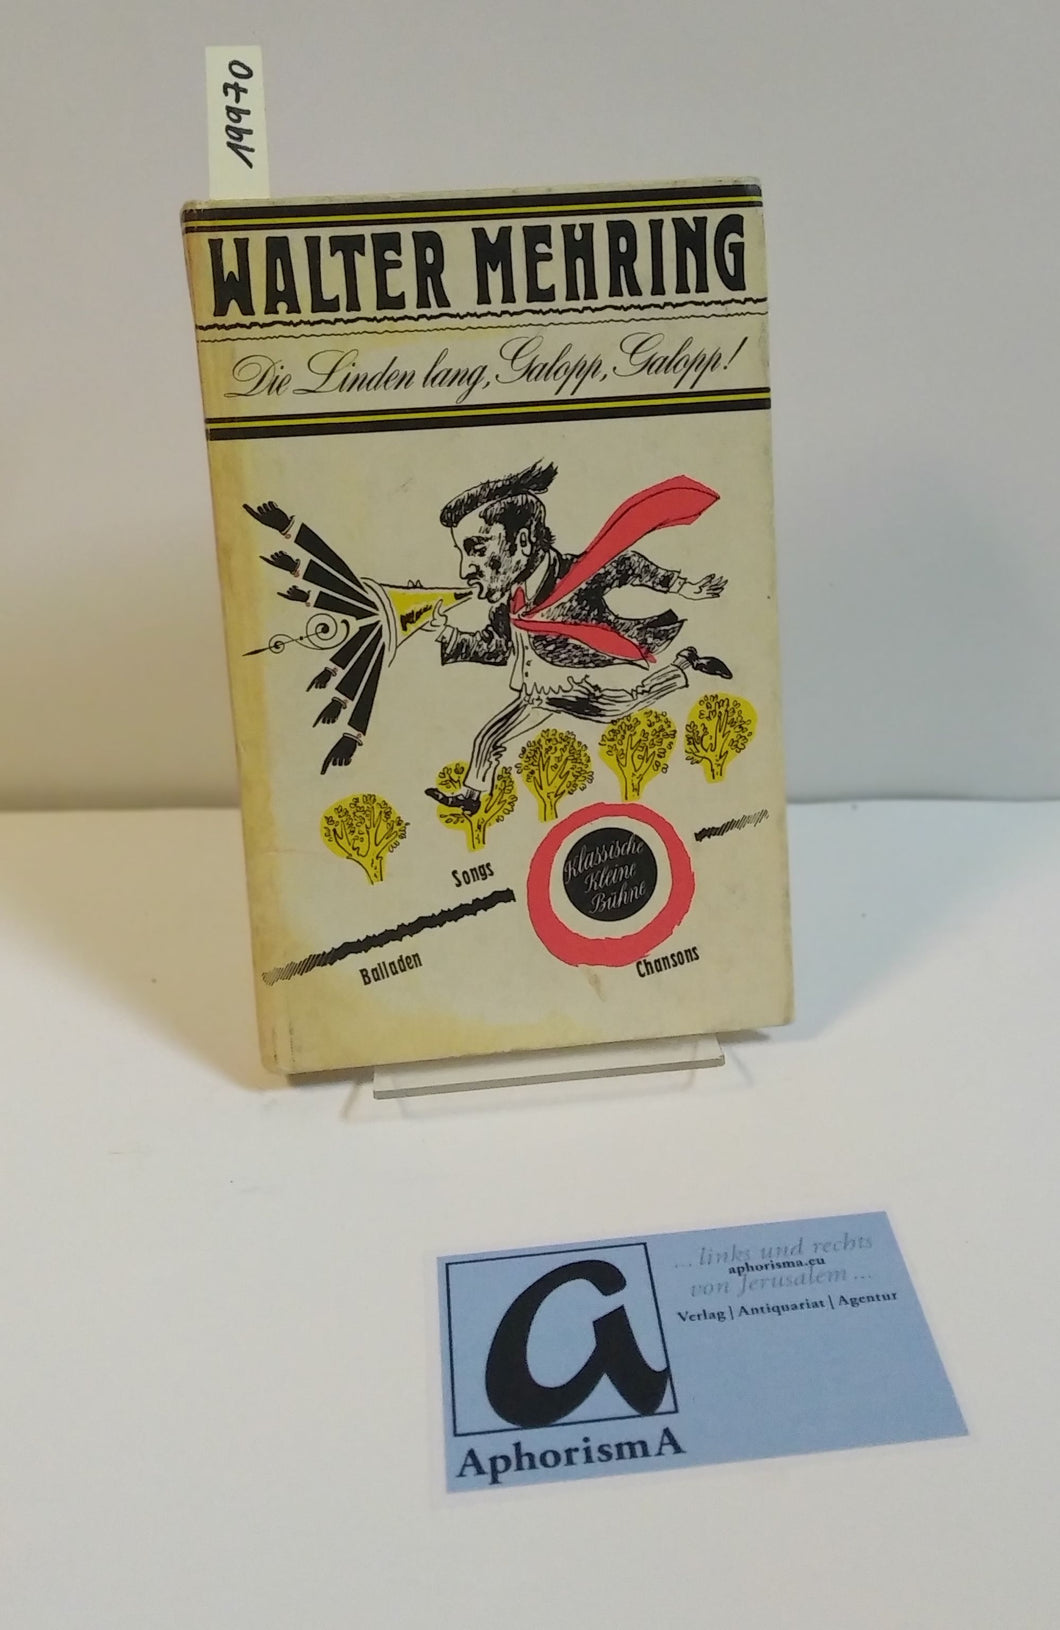 199470
WALTER MEHRING
Die Linden lang, Galopp, Galopp!
Songs
Klassische
Kleine
Bühne
Balladen
Chansons
... links und rechts
aphorisma.eu
von Jerusalem ...
Verlag | Antiquariat | Agentur
a
AphorismA